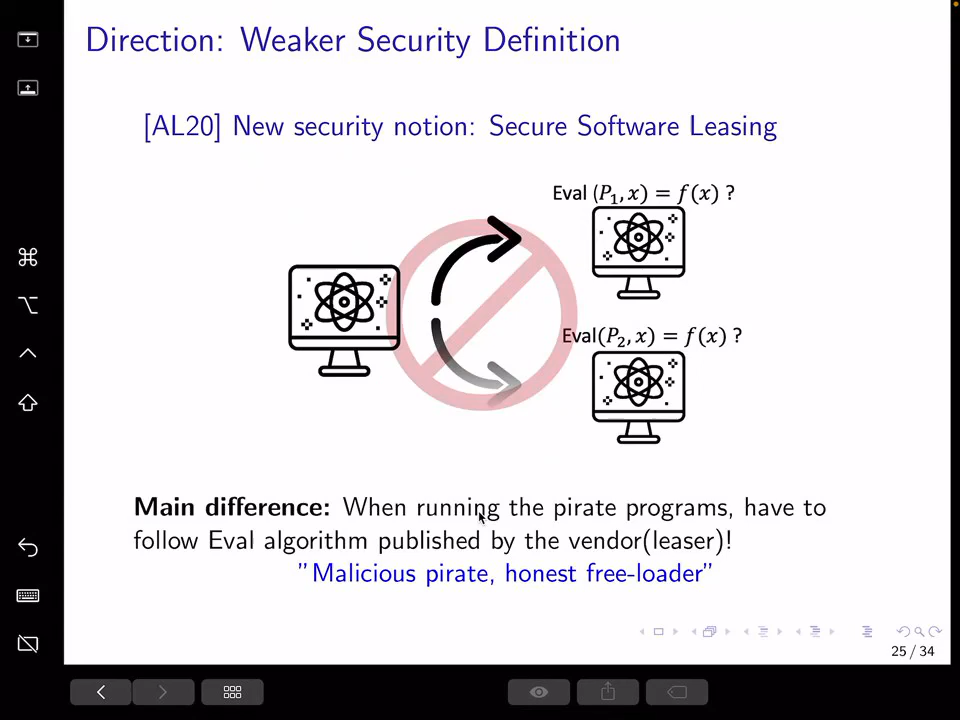 Direction: Weaker Security Definition
[AL20] New security notion: Secure Software Leasing
Eval (P₁, x) = f(x) ?
Eval(P₂, x) = f(x) ?
Main difference: When running the pirate programs, have to
follow Eval algorithm published by the vendor(leaser)!
”Malicious pirate, honest free-loader”
25 / 34